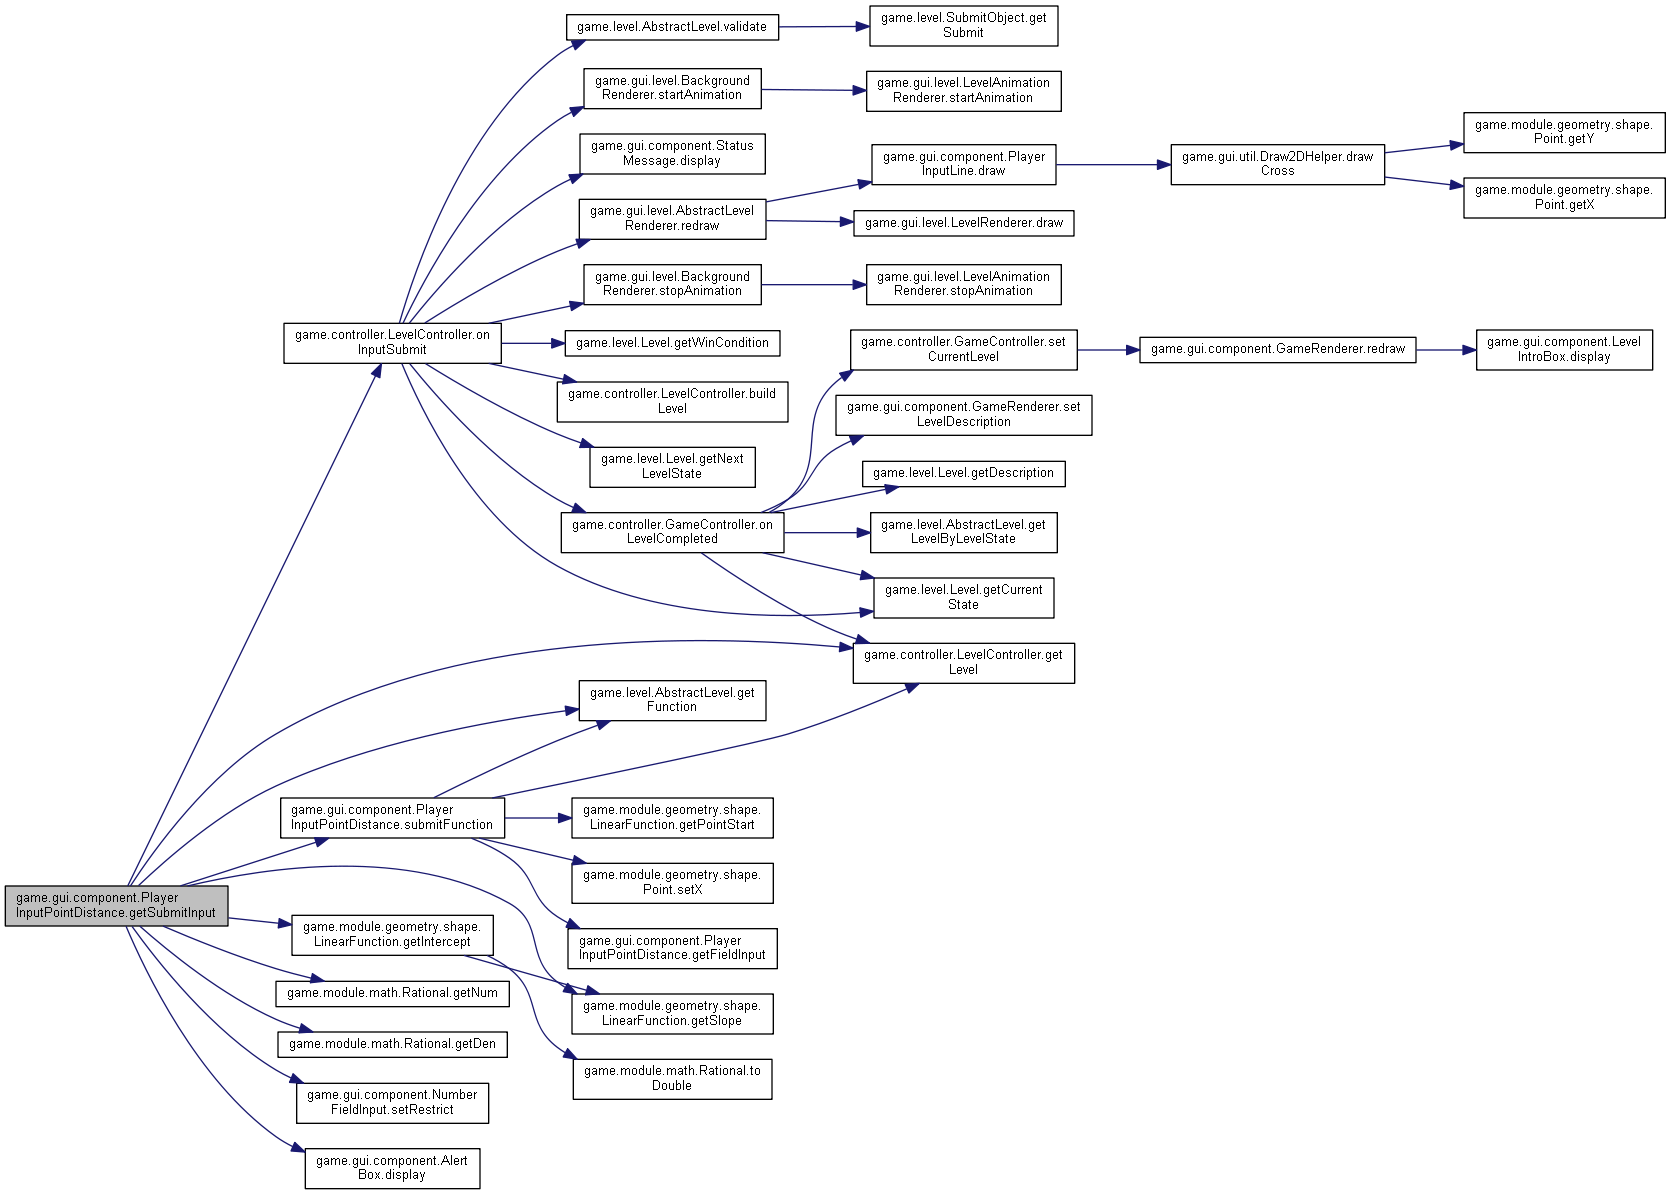 game.level.AbstractLevel.validate
game.level.SubmitObject.get
Submit
game.gui.level.Background
Renderer.startAnimation
game.gui.level.LevelAnimation
Renderer.startAnimation
game.gui.component.Status
Message.display
game.gui.component.Player
InputLine.draw
game.gui.util.Draw2DHelper.draw
Cross
game.module.geometry.shape.
Point.getY
game.module.geometry.shape.
Point.getX
game.gui.level.AbstractLevel
Renderer.redraw
game.gui.level.LevelRenderer.draw
game.gui.level.Background
Renderer.stopAnimation
game.gui.level.LevelAnimation
Renderer.stopAnimation
game.controller.LevelController.on
InputSubmit
game.level.Level.getWinCondition
game.controller.GameController.set
CurrentLevel
game.gui.component.GameRenderer.redraw
game.gui.component.Level
IntroBox.display
game.controller.LevelController.build
Level
game.gui.component.GameRenderer.set
LevelDescription
game.level.Level.getNext
LevelState
game.level.Level.getDescription
game.controller.GameController.on
LevelCompleted
game.level.AbstractLevel.get
LevelByLevelState
game.level.Level.getCurrent
State
game.controller.LevelController.get
Level
game.level.AbstractLevel.get
Function
game.gui.component.Player
InputPointDistance.submitFunction
game.module.geometry.shape.
LinearFunction.getPointStart
game.module.geometry.shape.
Point.setX
game.gui.component.Player
InputPointDistance.getSubmitInput
game.module.geometry.shape.
LinearFunction.getIntercept
game.gui.component.Player
InputPointDistance.getFieldInput
game.module.math.Rational.getNum
game.module.geometry.shape.
LinearFunction.getSlope
game.module.math.Rational.getDen
game.module.math.Rational.to
Double
game.gui.component.Number
FieldInput.setRestrict
game.gui.component.Alert
Box.display